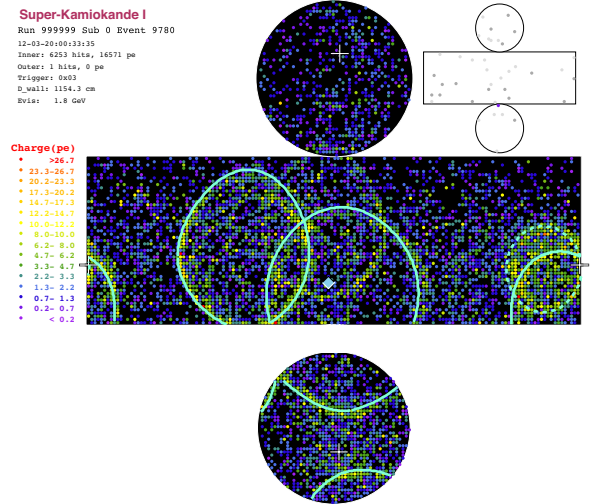 Super-Kamiokande I
Run 999999 Sub 0 Event 9780
12-03-20:00:33:35
Inner: 6253 hits, 16571 pe
Outer: 1 hits, 0 pe
Trigger: 0x03
D_wall: 1154.3 cm
Evis: 1.8 GeV
Charge(pe)
>26.7
23.3-26.7
20.2-23.3
17.3-20.2
14.7-17.3
12.2-14.7
10.0-12.2
8.0-10.0
6.2- 8.0
4.7- 6.2
3.3- 4.7
2.2- 3.3
1.3- 2.2
0.7- 1.3
0.2- 0.7
< 0.2